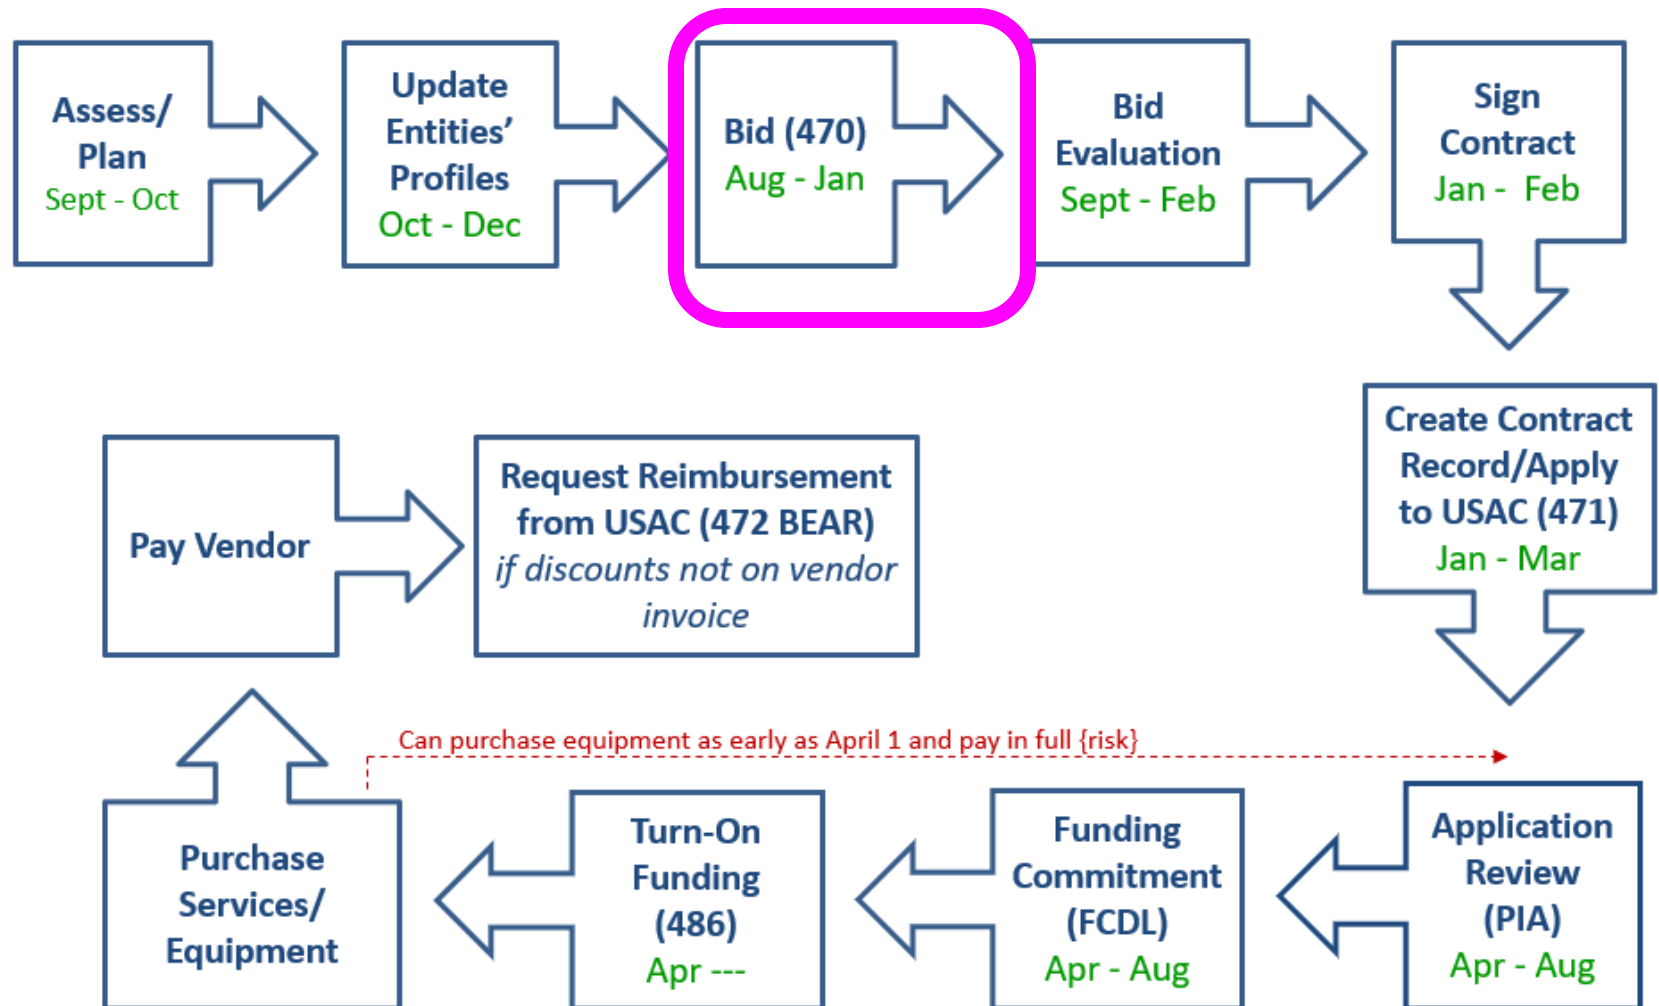 Assess/
Plan
Sept - Oct
Update
Entities’
Profiles
Oct - Dec
Bid (470)
Aug - Jan
Bid
Evaluation
Sept - Feb
Sign
Contract
Jan - Feb
Create Contract
Record/Apply
to USAC (471)
Jan - Mar
Application
Review
(PIA)
Apr - Aug
Funding
Commitment
(FCDL)
Apr - Aug
Turn-On
Funding
(486)
Apr ---
Can purchase equipment as early as April 1 and pay in full {risk}
Purchase
Services/
Equipment
Pay Vendor
Request Reimbursement
from USAC (472 BEAR)
if discounts not on vendor
invoice